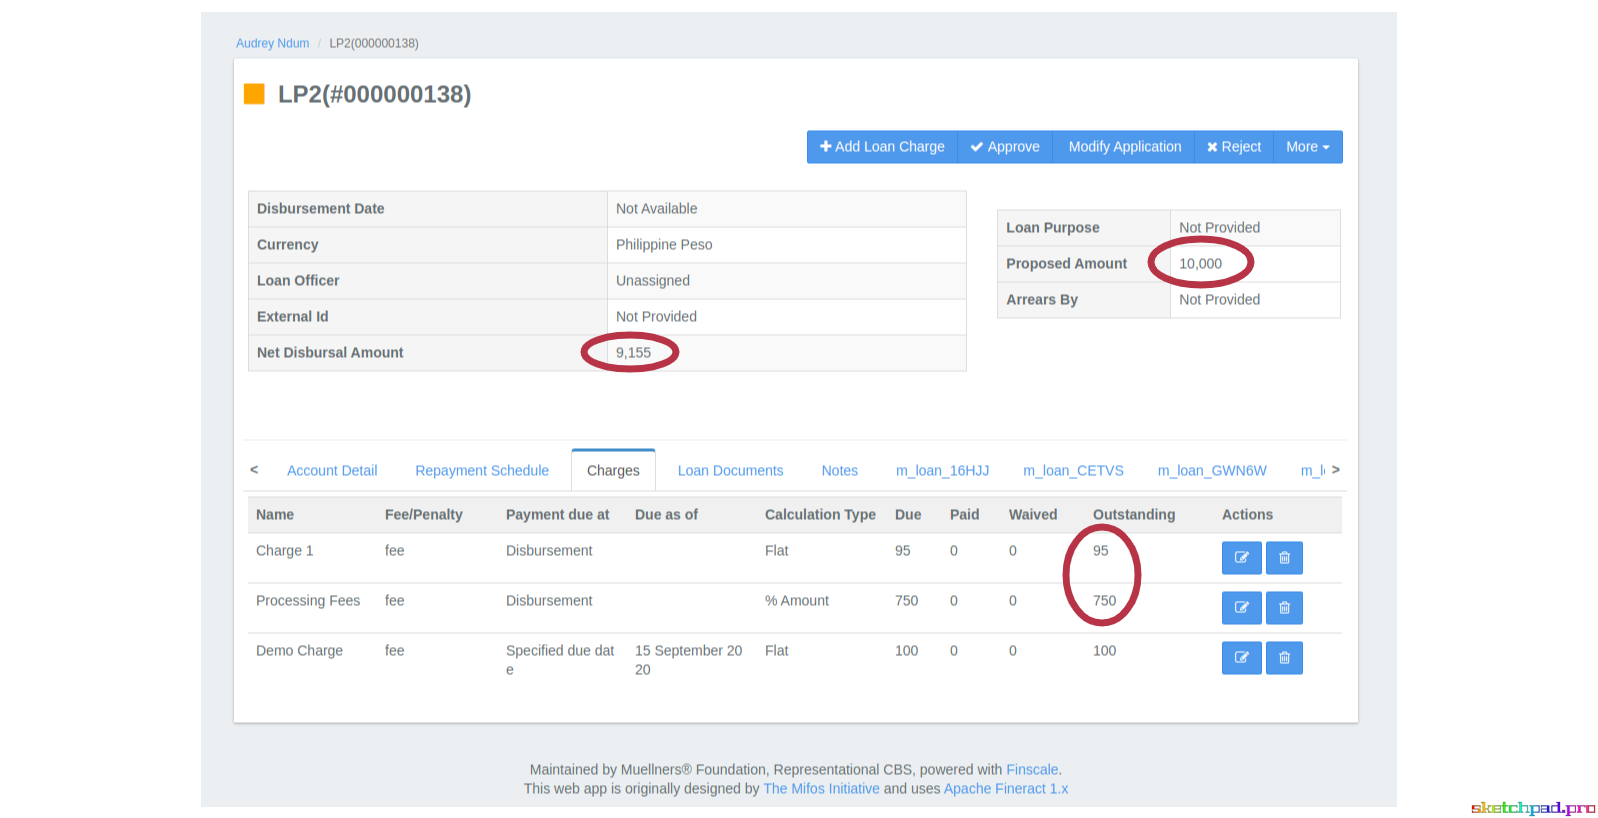 Audrey Ndum / LP2(000000138)
LP2(#000000138)
Add Loan Charge Approve Modify Application Reject More
Disbursement Date Not Available
Currency Philippine Peso
Loan Officer Unassigned
External Id Not Provided
Net Disbursal Amount 9,155
Loan Purpose Not Provided
Proposed Amount 10,000
Arrears By Not Provided
< Account Detail Repayment Schedule Charges Loan Documents Notes m_loan_16HJJ m_loan_CETVS m_loan_GWN6W m_l >
Name Fee/Penalty Payment due at Due as of Calculation Type Due Paid Waived Outstanding Actions
Charge 1 fee Disbursement Flat 95 0 0 95
Processing Fees fee Disbursement % Amount 750 0 0 750
Demo Charge fee Specified due dat 15 September 20 Flat 100 0 0 100
e 20
Maintained by Muellners® Foundation, Representational CBS, powered with Finscale.
This web app is originally designed by The Mifos Initiative and uses Apache Fineract 1.x
sketchpad.pro